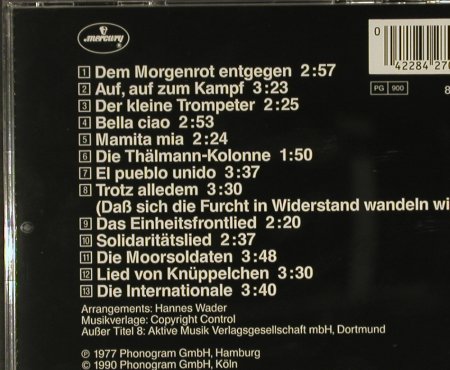 mercury
0
42284 270
PG 900
8
1 Dem Morgenrot entgegen 2:57
2 Auf, auf zum Kampf 3:23
3 Der kleine Trompeter 2:25
4 Bella ciao 2:53
5 Mamita mia 2:24
6 Die Thälmann-Kolonne 1:50
7 El pueblo unido 3:37
8 Trotz alledem 3:30
(Daß sich die Furcht in Widerstand wandeln wi
9 Das Einheitsfrontlied 2:20
10 Solidaritätslied 2:37
11 Die Moorsoldaten 3:48
12 Lied von Knüppelchen 3:30
13 Die Internationale 3:40
Arrangements: Hannes Wader
Musikverlage: Copyright Control
Außer Titel 8: Aktive Musik Verlagsgesellschaft mbH, Dortmund
℗ 1977 Phonogram GmbH, Hamburg
© 1990 Phonogram GmbH, Köln